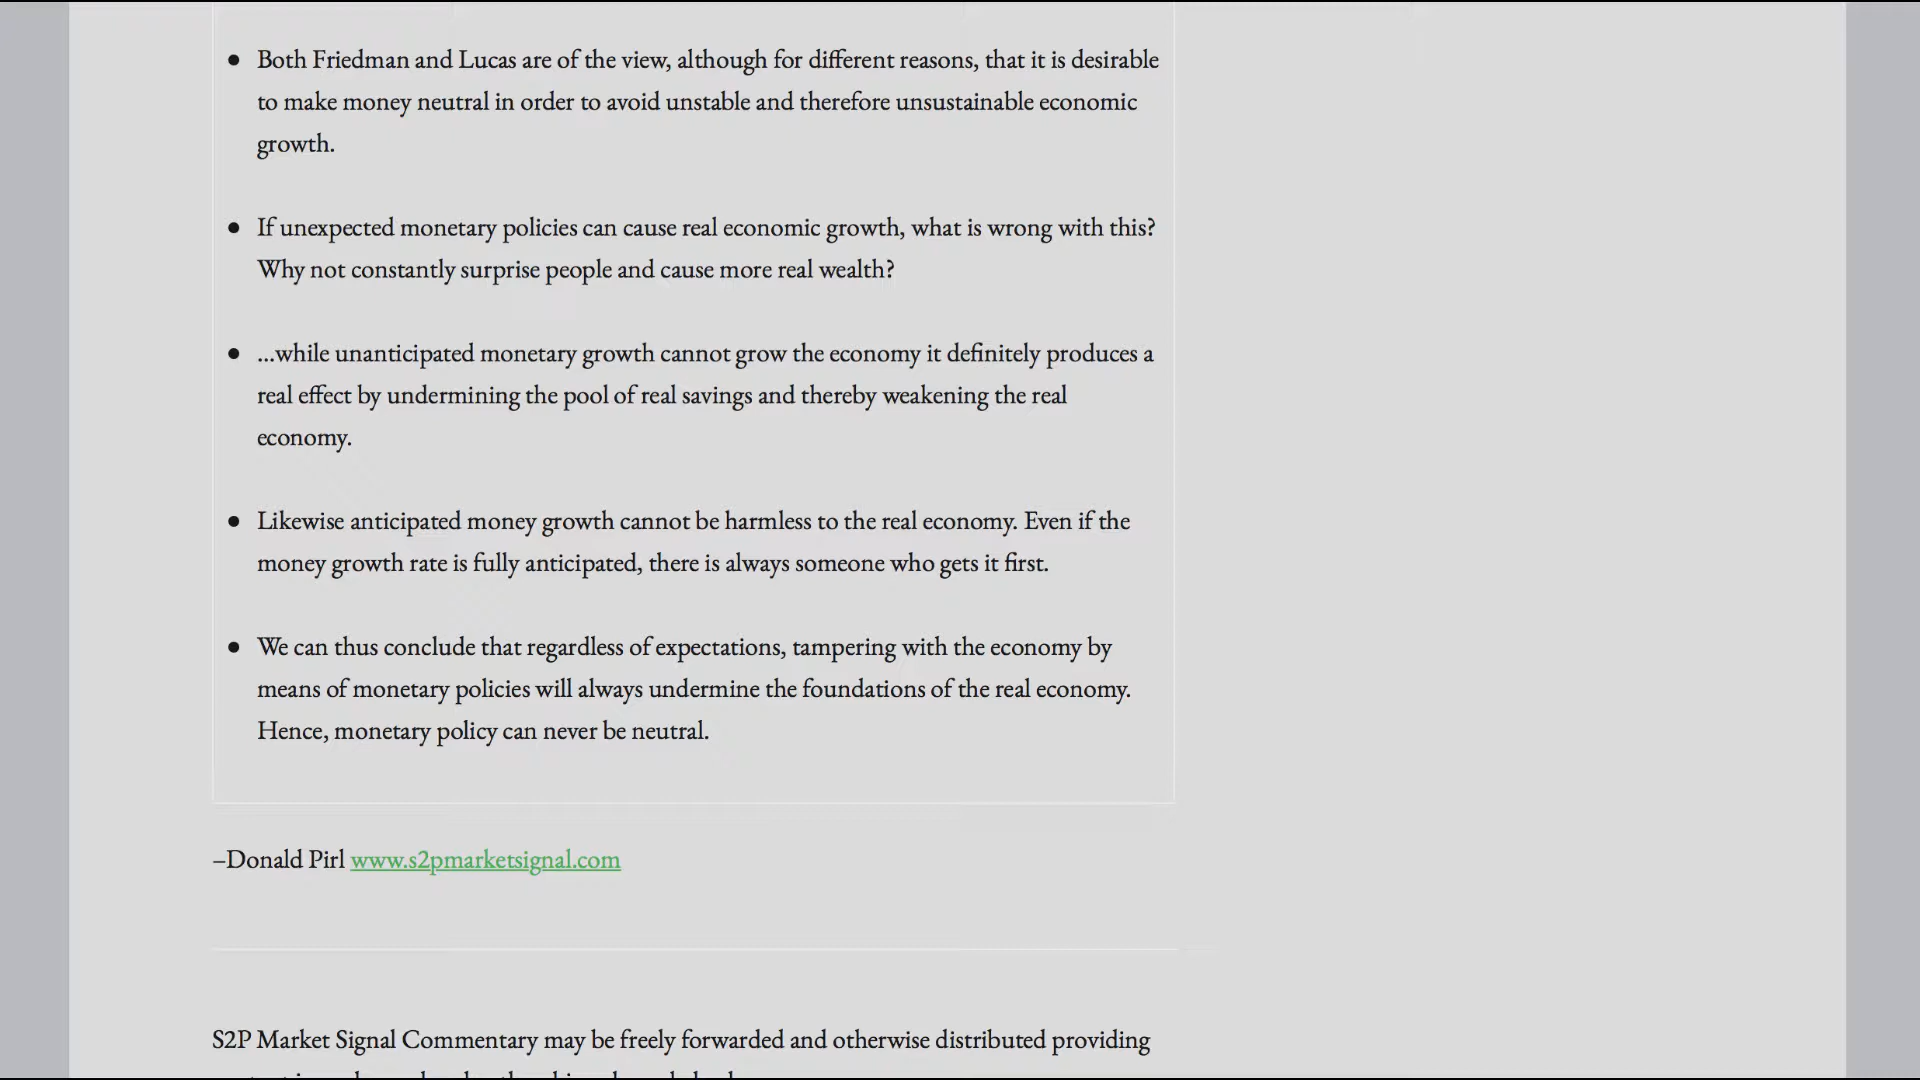 Both Friedman and Lucas are of the view, although for different reasons, that it is desirable
to make money neutral in order to avoid unstable and therefore unsustainable economic
growth.
If unexpected monetary policies can cause real economic growth, what is wrong with this?
Why not constantly surprise people and cause more real wealth?
...while unanticipated monetary growth cannot grow the economy it definitely produces a
real effect by undermining the pool of real savings and thereby weakening the real
economy.
Likewise anticipated money growth cannot be harmless to the real economy. Even if the
money growth rate is fully anticipated, there is always someone who gets it first.
We can thus conclude that regardless of expectations, tampering with the economy by
means of monetary policies will always undermine the foundations of the real economy.
Hence, monetary policy can never be neutral.
–Donald Pirl www.s2pmarketsignal.com
S2P Market Signal Commentary may be freely forwarded and otherwise distributed providing